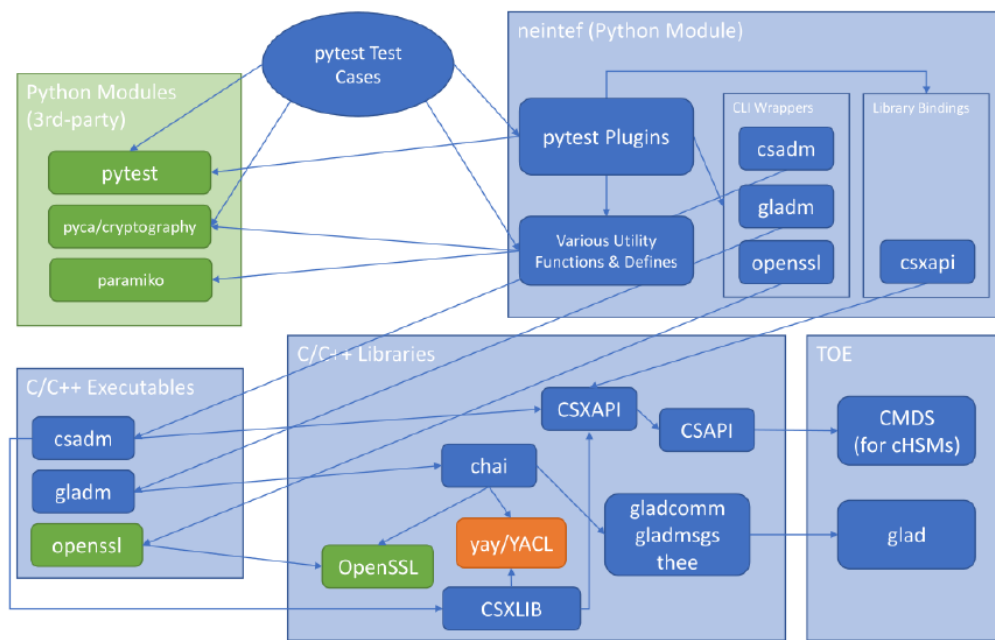 pytest Test
Cases
neintef (Python Module)
Python Modules
(3rd-party)
pytest
pyca/cryptography
paramiko
pytest Plugins
Various Utility
Functions & Defines
CLI Wrappers
csadm
gladm
openssl
Library Bindings
csxapi
C/C++ Executables
csadm
gladm
openssl
C/C++ Libraries
CSXAPI
CSAPI
chai
yay/YACL
OpenSSL
CSXLIB
gladcomm
gladmsgs
thee
TOE
CMDS
(for cHSMs)
glad